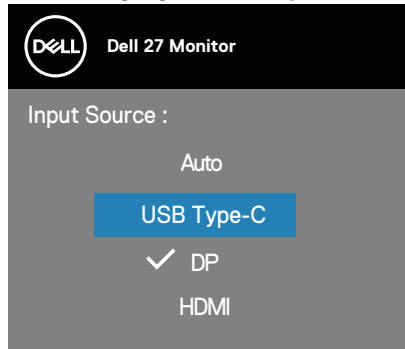 DELL Dell 27 Monitor
Input Source :
Auto
USB Type-C
DP
HDMI